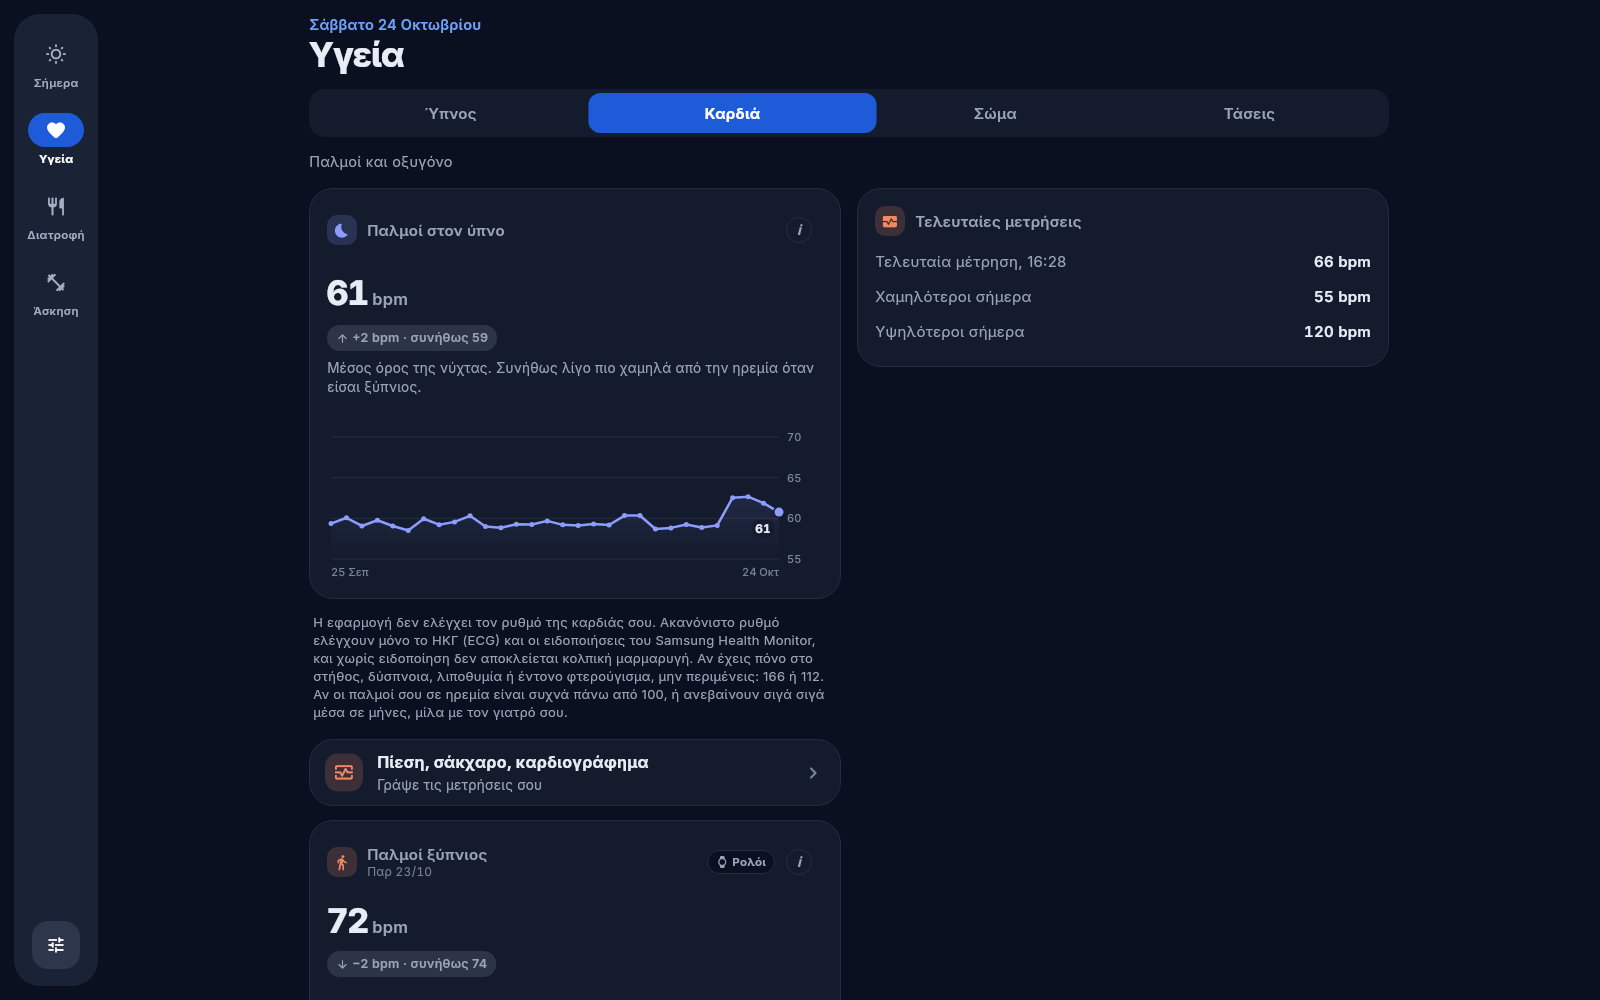 Σήμερα
Υγεία
Διατροφή
Άσκηση
Σάββατο 24 Οκτωβρίου
Υγεία
Ύπνος
Καρδιά
Σώμα
Τάσεις
Παλμοί και οξυγόνο
Παλμοί στον ύπνο
i
61 bpm
↑ +2 bpm · συνήθως 59
Μέσος όρος της νύχτας. Συνήθως λίγο πιο χαμηλά από την ηρεμία όταν
είσαι ξύπνιος.
70
65
60
55
61
25 Σεπ
24 Οκτ
Τελευταίες μετρήσεις
Τελευταία μέτρηση, 16:28 66 bpm
Χαμηλότεροι σήμερα 55 bpm
Υψηλότεροι σήμερα 120 bpm
Η εφαρμογή δεν ελέγχει τον ρυθμό της καρδιάς σου. Ακανόνιστο ρυθμό
ελέγχουν μόνο το ΗΚΓ (ECG) και οι ειδοποιήσεις του Samsung Health Monitor,
και χωρίς ειδοποίηση δεν αποκλείεται κολπική μαρμαρυγή. Αν έχεις πόνο στο
στήθος, δύσπνοια, λιποθυμία ή έντονο φτερούγισμα, μην περιμένεις: 166 ή 112.
Αν οι παλμοί σου σε ηρεμία είναι συχνά πάνω από 100, ή ανεβαίνουν σιγά σιγά
μέσα σε μήνες, μίλα με τον γιατρό σου.
Πίεση, σάκχαρο, καρδιογράφημα
Γράψε τις μετρήσεις σου
Παλμοί ξύπνιος
Παρ 23/10
Ρολόι
i
72 bpm
↓ −2 bpm · συνήθως 74